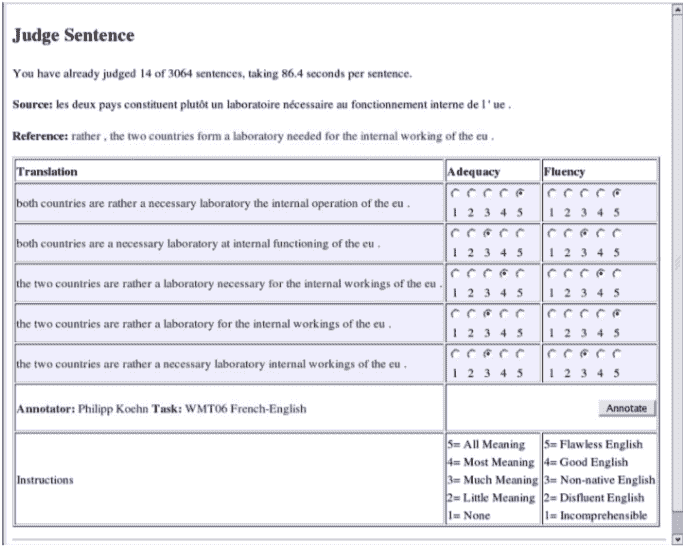 Judge Sentence
You have already judged 14 of 3064 sentences, taking 86.4 seconds per sentence.
Source: les deux pays constituent plutôt un laboratoire nécessaire au fonctionnement interne de l ' ue .
Reference: rather , the two countries form a laboratory needed for the internal working of the eu .
Translation Adequacy Fluency
both countries are rather a necessary laboratory the internal operation of the eu .
1 2 3 4 5 1 2 3 4 5
both countries are a necessary laboratory at internal functioning of the eu .
1 2 3 4 5 1 2 3 4 5
the two countries are rather a laboratory necessary for the internal workings of the eu .
1 2 3 4 5 1 2 3 4 5
the two countries are rather a laboratory for the internal workings of the eu .
1 2 3 4 5 1 2 3 4 5
the two countries are rather a necessary laboratory internal workings of the eu .
1 2 3 4 5 1 2 3 4 5
Annotator: Philipp Koehn Task: WMT06 French-English
Annotate
Instructions
5= All Meaning 5= Flawless English
4= Most Meaning 4= Good English
3= Much Meaning 3= Non-native English
2= Little Meaning 2= Disfluent English
1= None 1= Incomprehensible